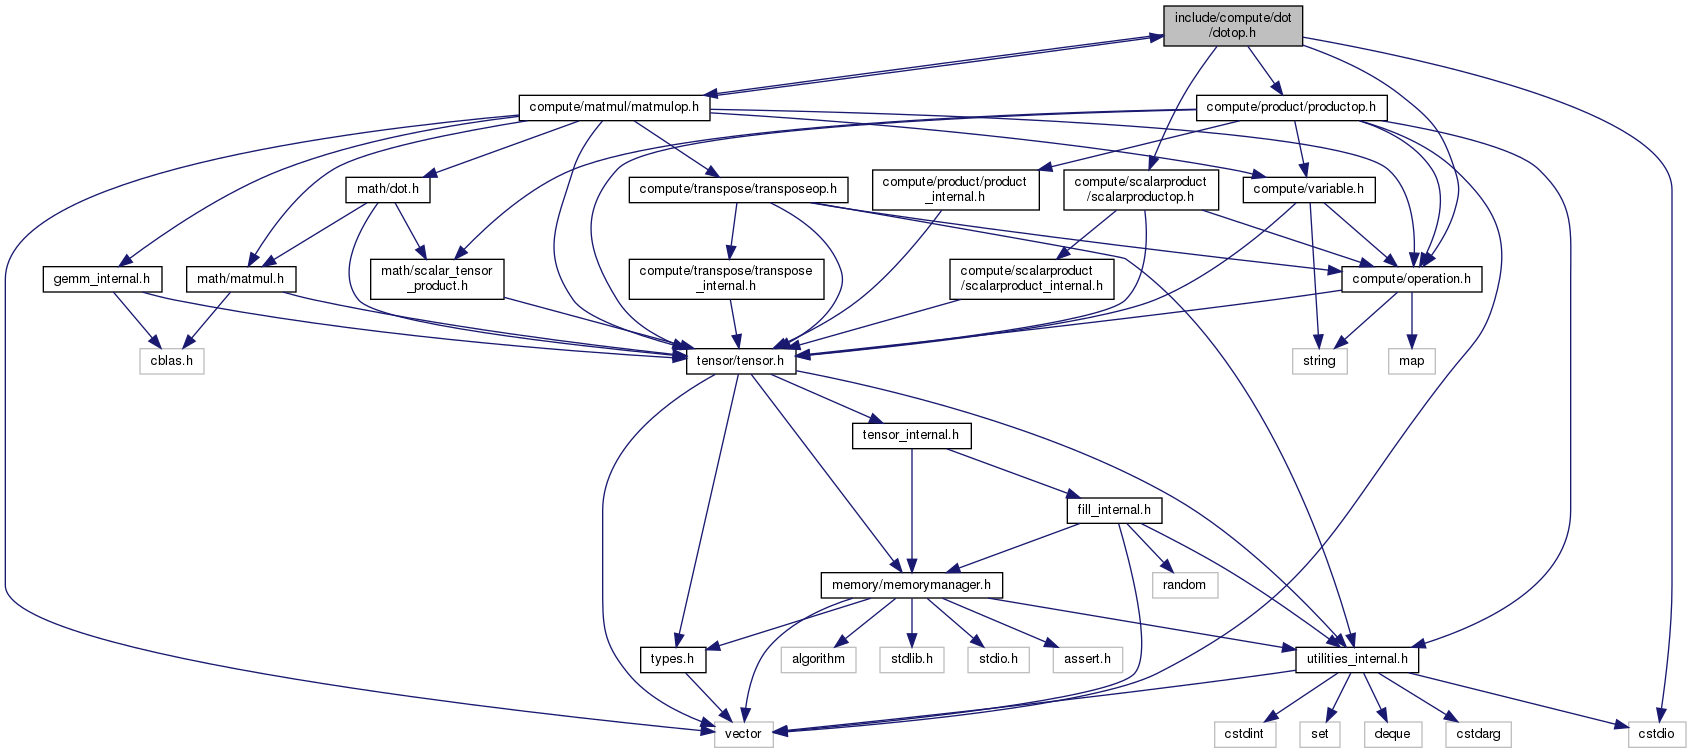 include/compute/dot
/dotop.h
compute/matmul/matmulop.h
compute/product/productop.h
math/dot.h
compute/transpose/transposeop.h
compute/product/product
_internal.h
compute/scalarproduct
/scalarproductop.h
compute/variable.h
gemm_internal.h
math/matmul.h
math/scalar_tensor
_product.h
compute/transpose/transpose
_internal.h
compute/scalarproduct
/scalarproduct_internal.h
compute/operation.h
cblas.h
tensor/tensor.h
string
map
tensor_internal.h
fill_internal.h
memory/memorymanager.h
random
types.h
algorithm
stdlib.h
stdio.h
assert.h
utilities_internal.h
vector
cstdint
set
deque
cstdarg
cstdio